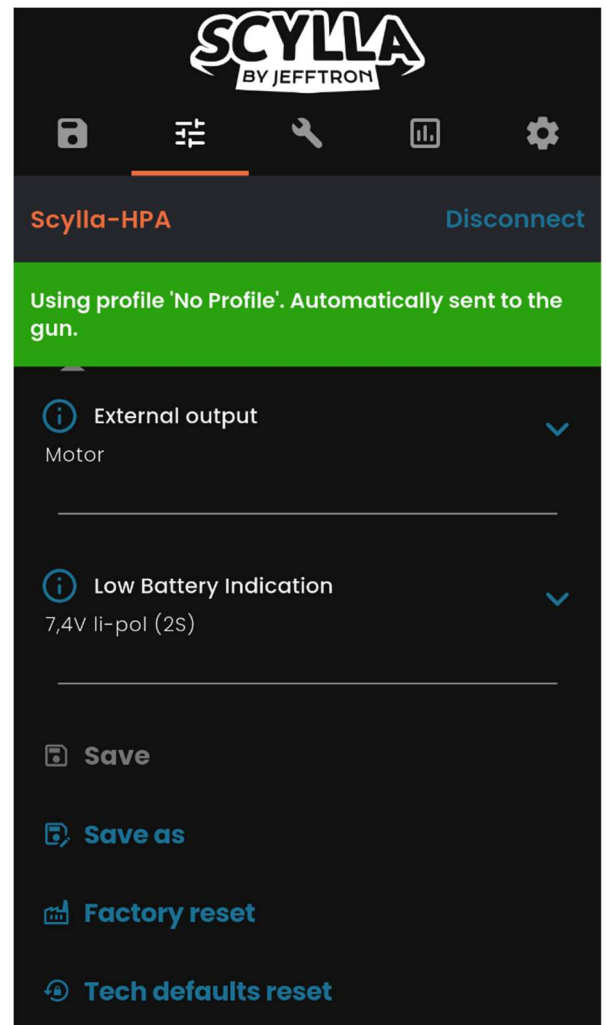 SCYLLA
BY JEFFTRON
Scylla-HPA
Disconnect
Using profile 'No Profile'. Automatically sent to the
gun.
External output
Motor
Low Battery Indication
7,4V li-pol (2S)
Save
Save as
Factory reset
Tech defaults reset